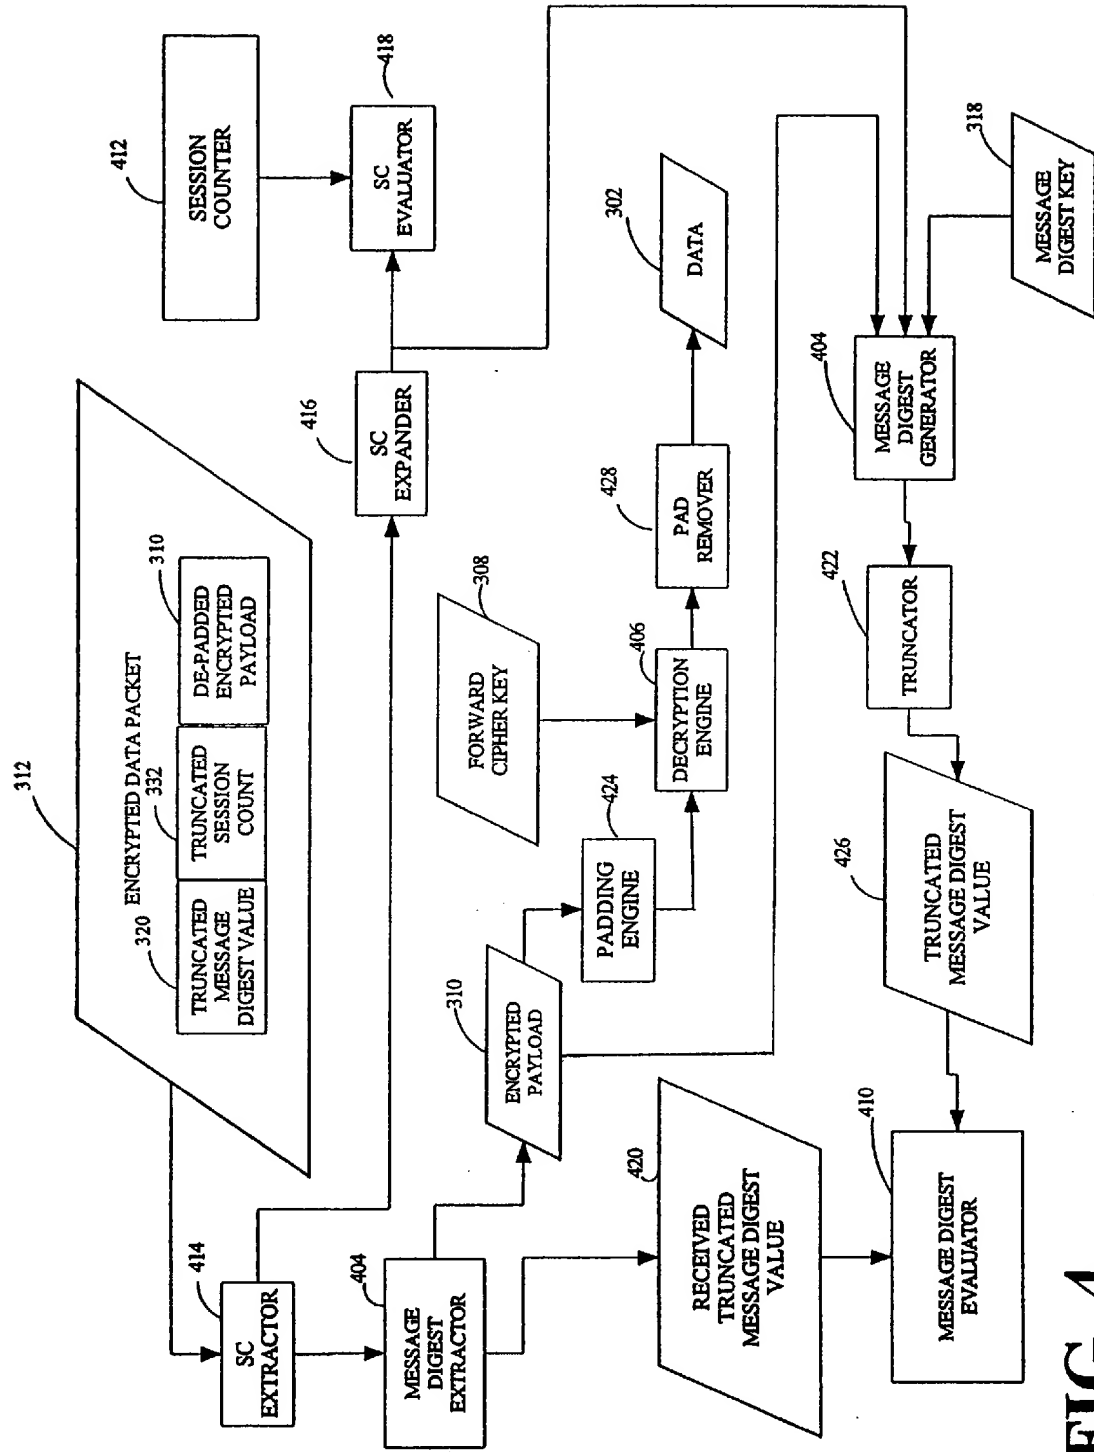 312
ENCRYPTED DATA PACKET
320
332
310
TRUNCATED
MESSAGE
DIGEST VALUE
TRUNCATED
SESSION
COUNT
DE-PADDED
ENCRYPTED
PAYLOAD
412
SESSION
COUNTER
414
SC
EXTRACTOR
416
SC
EXPANDER
418
SC
EVALUATOR
404
MESSAGE
DIGEST
EXTRACTOR
310
ENCRYPTED
PAYLOAD
308
FORWARD
CIPHER KEY
424
PADDING
ENGINE
406
DECRYPTION
ENGINE
428
PAD
REMOVER
302
DATA
420
RECEIVED
TRUNCATED
MESSAGE DIGEST
VALUE
410
MESSAGE DIGEST
EVALUATOR
426
TRUNCATED
MESSAGE DIGEST
VALUE
422
TRUNCATOR
404
MESSAGE
DIGEST
GENERATOR
318
MESSAGE
DIGEST KEY
FIG. 4